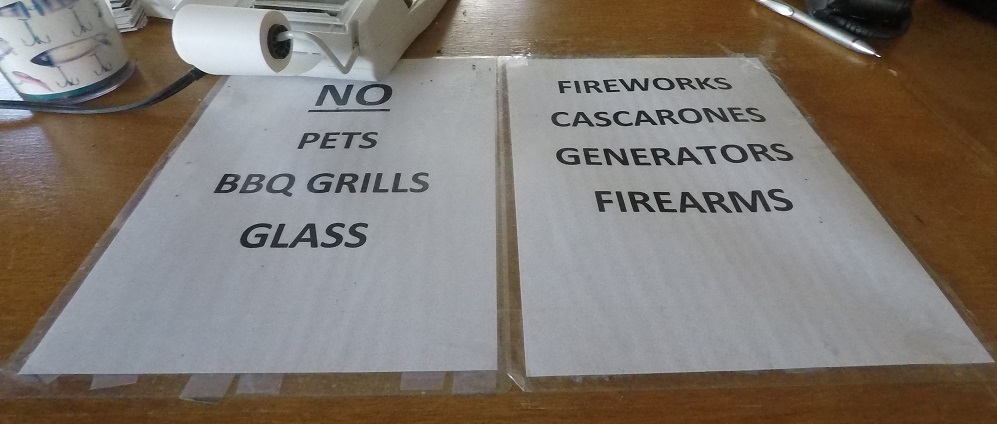 NO
PETS
BBQ GRILLS
GLASS
FIREWORKS
CASCARONES
GENERATORS
FIREARMS